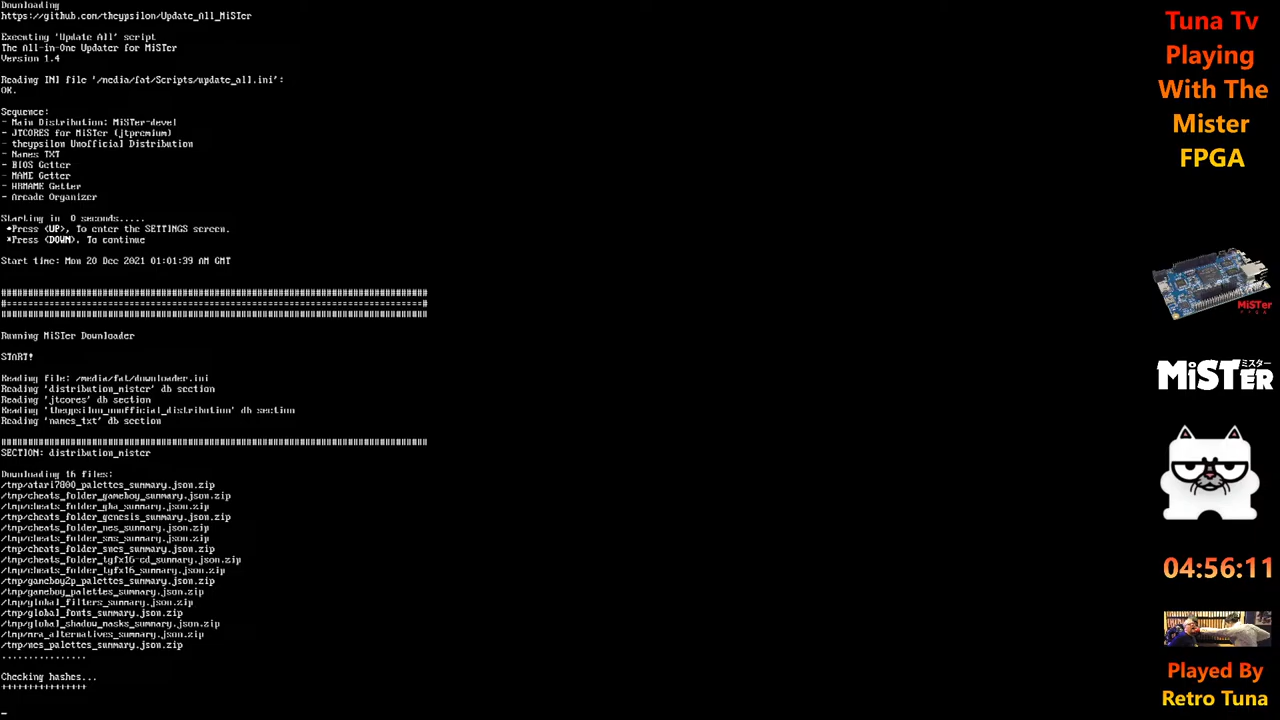 Downloading
https://github.com/theypsilon/Update_All_MiSTer
Executing 'Update All' script
The All-in-One Updater for MiSTer
Version 1.4
Reading INI file '/media/fat/Scripts/update_all.ini':
OK.
Sequence:
- Main Distribution: MiSTer-devel
- JTCORES for MiSTer (jtpremium)
- theypsilon Unofficial Distribution
- Names TXT
- BIOS Getter
- MAME Getter
- HBMAME Getter
- Arcade Organizer
Starting in  0 seconds.....
*Press <UP>, To enter the SETTINGS screen.
*Press <DOWN>, To continue
Start time: Mon 20 Dec 2021 01:01:39 AM GMT
################################################################################
#==============================================================================#
################################################################################
Running MiSTer Downloader
START!
Reading file: /media/fat/downloader.ini
Reading 'distribution_mister' db section
Reading 'jtcores' db section
Reading 'theypsilon_unofficial_distribution' db section
Reading 'names_txt' db section
################################################################################
SECTION: distribution_mister
Downloading 16 files:
/tmp/atari7800_palettes_summary.json.zip
/tmp/cheats_folder_gameboy_summary.json.zip
/tmp/cheats_folder_gba_summary.json.zip
/tmp/cheats_folder_genesis_summary.json.zip
/tmp/cheats_folder_nes_summary.json.zip
/tmp/cheats_folder_sms_summary.json.zip
/tmp/cheats_folder_snes_summary.json.zip
/tmp/cheats_folder_tgfx16-cd_summary.json.zip
/tmp/cheats_folder_tgfx16_summary.json.zip
/tmp/gameboy2p_palettes_summary.json.zip
/tmp/gameboy_palettes_summary.json.zip
/tmp/global_filters_summary.json.zip
/tmp/global_fonts_summary.json.zip
/tmp/global_shadow_masks_summary.json.zip
/tmp/mra_alternatives_summary.json.zip
/tmp/nes_palettes_summary.json.zip
................
Checking hashes...
++++++++++++++++
_
Tuna Tv
Playing
With The
Mister
FPGA
MiSTer
FPGA
ミスター
MiSTer
04:56:11
Played By
Retro Tuna